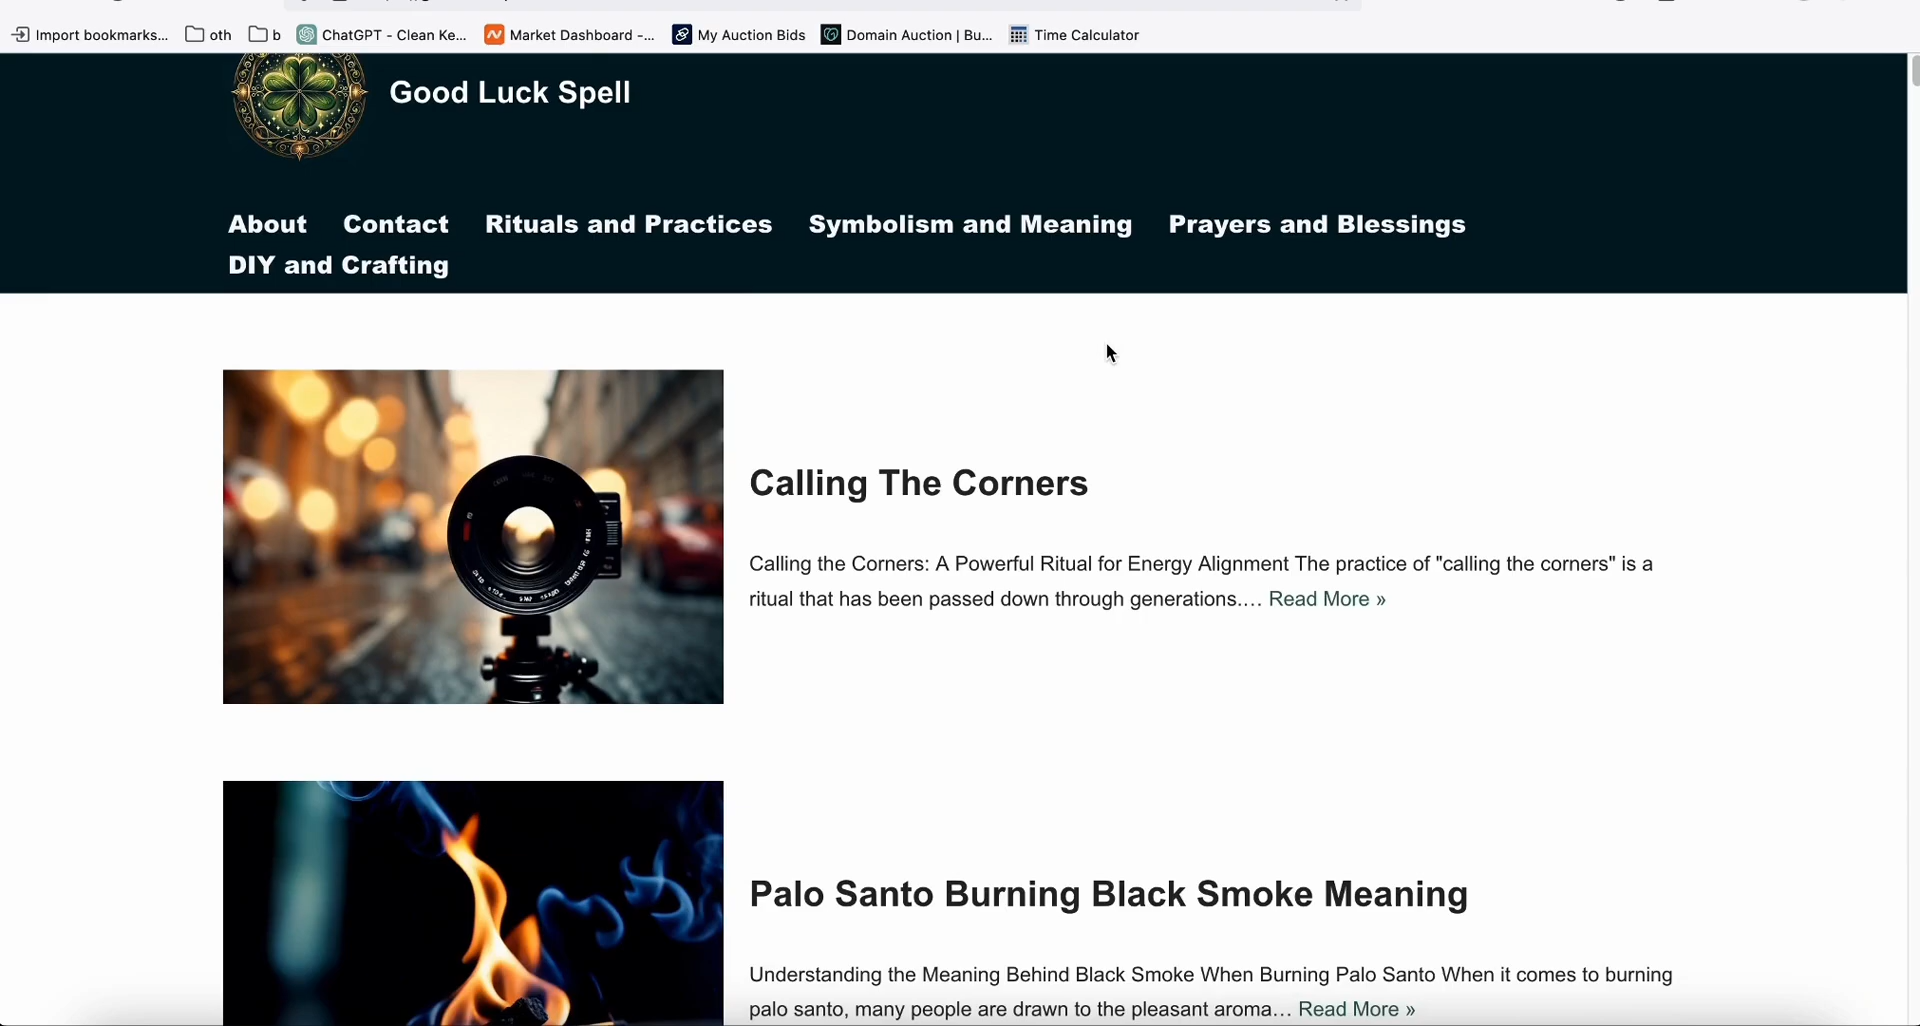 Import bookmarks... oth b ChatGPT - Clean Ke... Market Dashboard -... My Auction Bids Domain Auction | Bu... Time Calculator
Good Luck Spell
About Contact Rituals and Practices Symbolism and Meaning Prayers and Blessings
DIY and Crafting
Calling The Corners
Calling the Corners: A Powerful Ritual for Energy Alignment The practice of "calling the corners" is a
ritual that has been passed down through generations.... Read More »
Palo Santo Burning Black Smoke Meaning
Understanding the Meaning Behind Black Smoke When Burning Palo Santo When it comes to burning
palo santo, many people are drawn to the pleasant aroma... Read More »